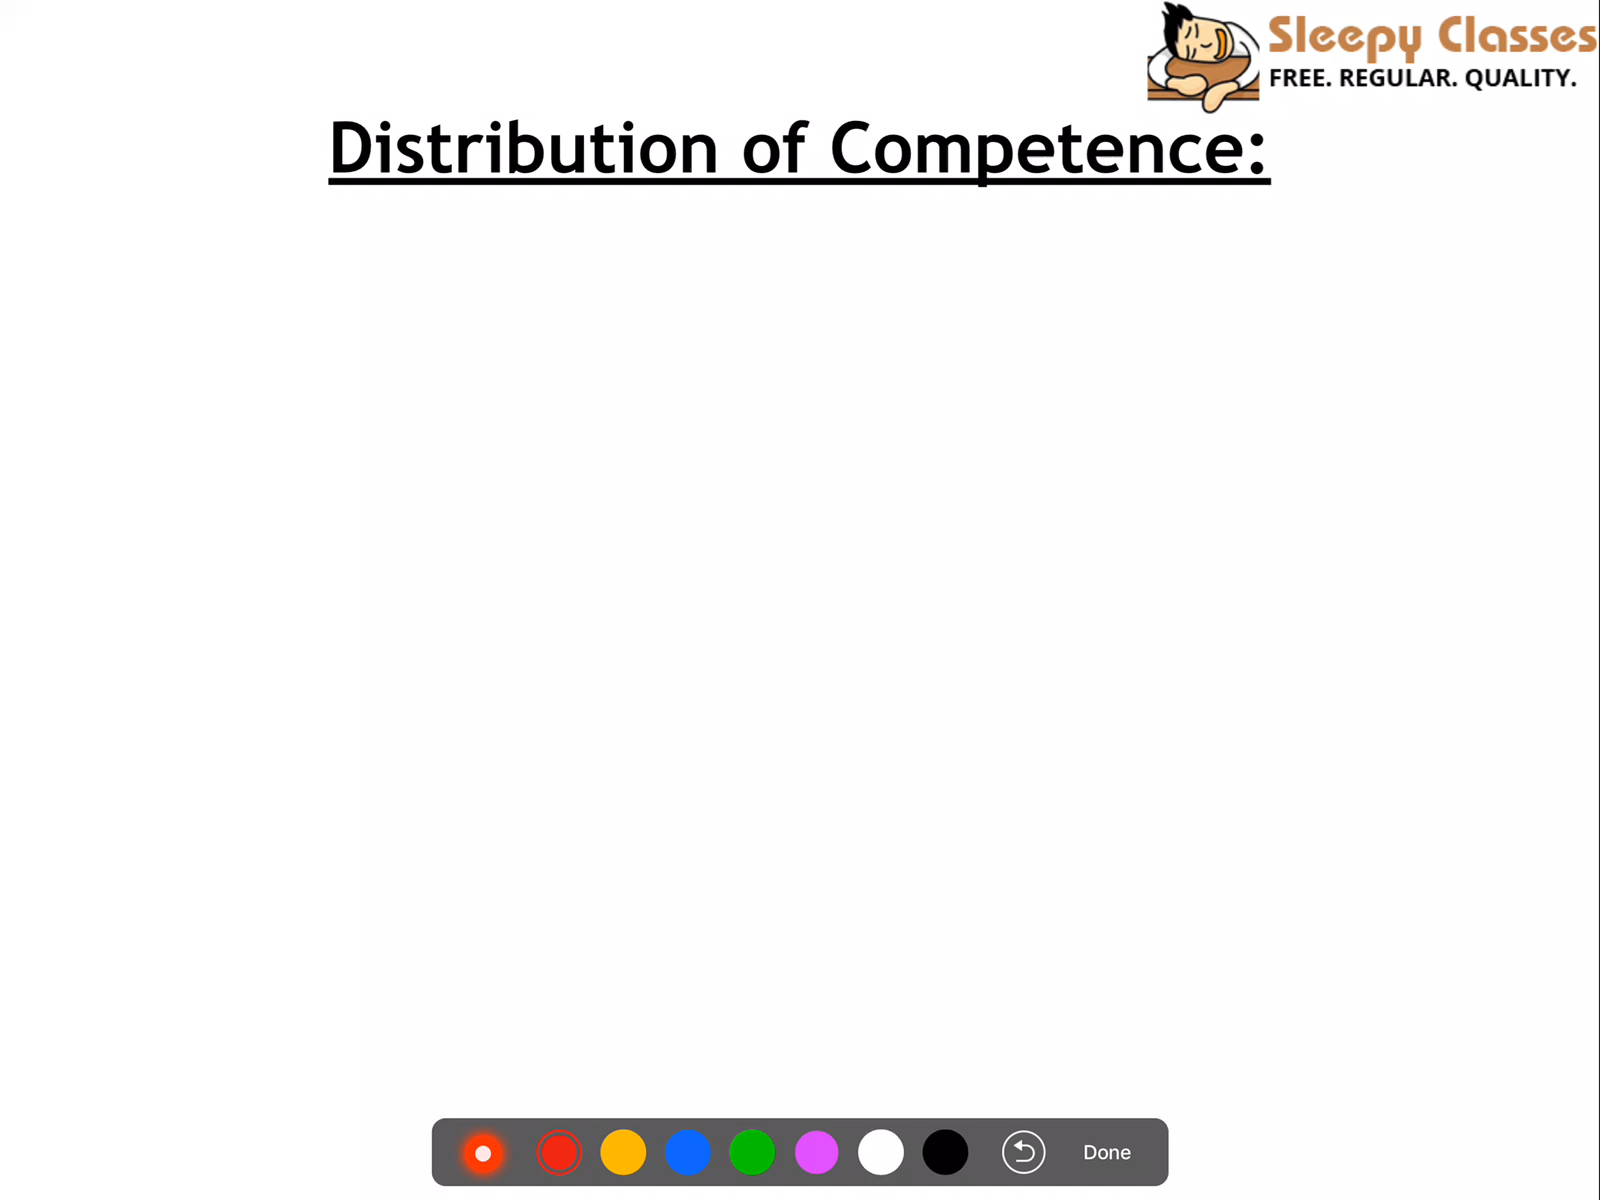 Sleepy Classes
FREE. REGULAR. QUALITY.
Distribution of Competence:
Done